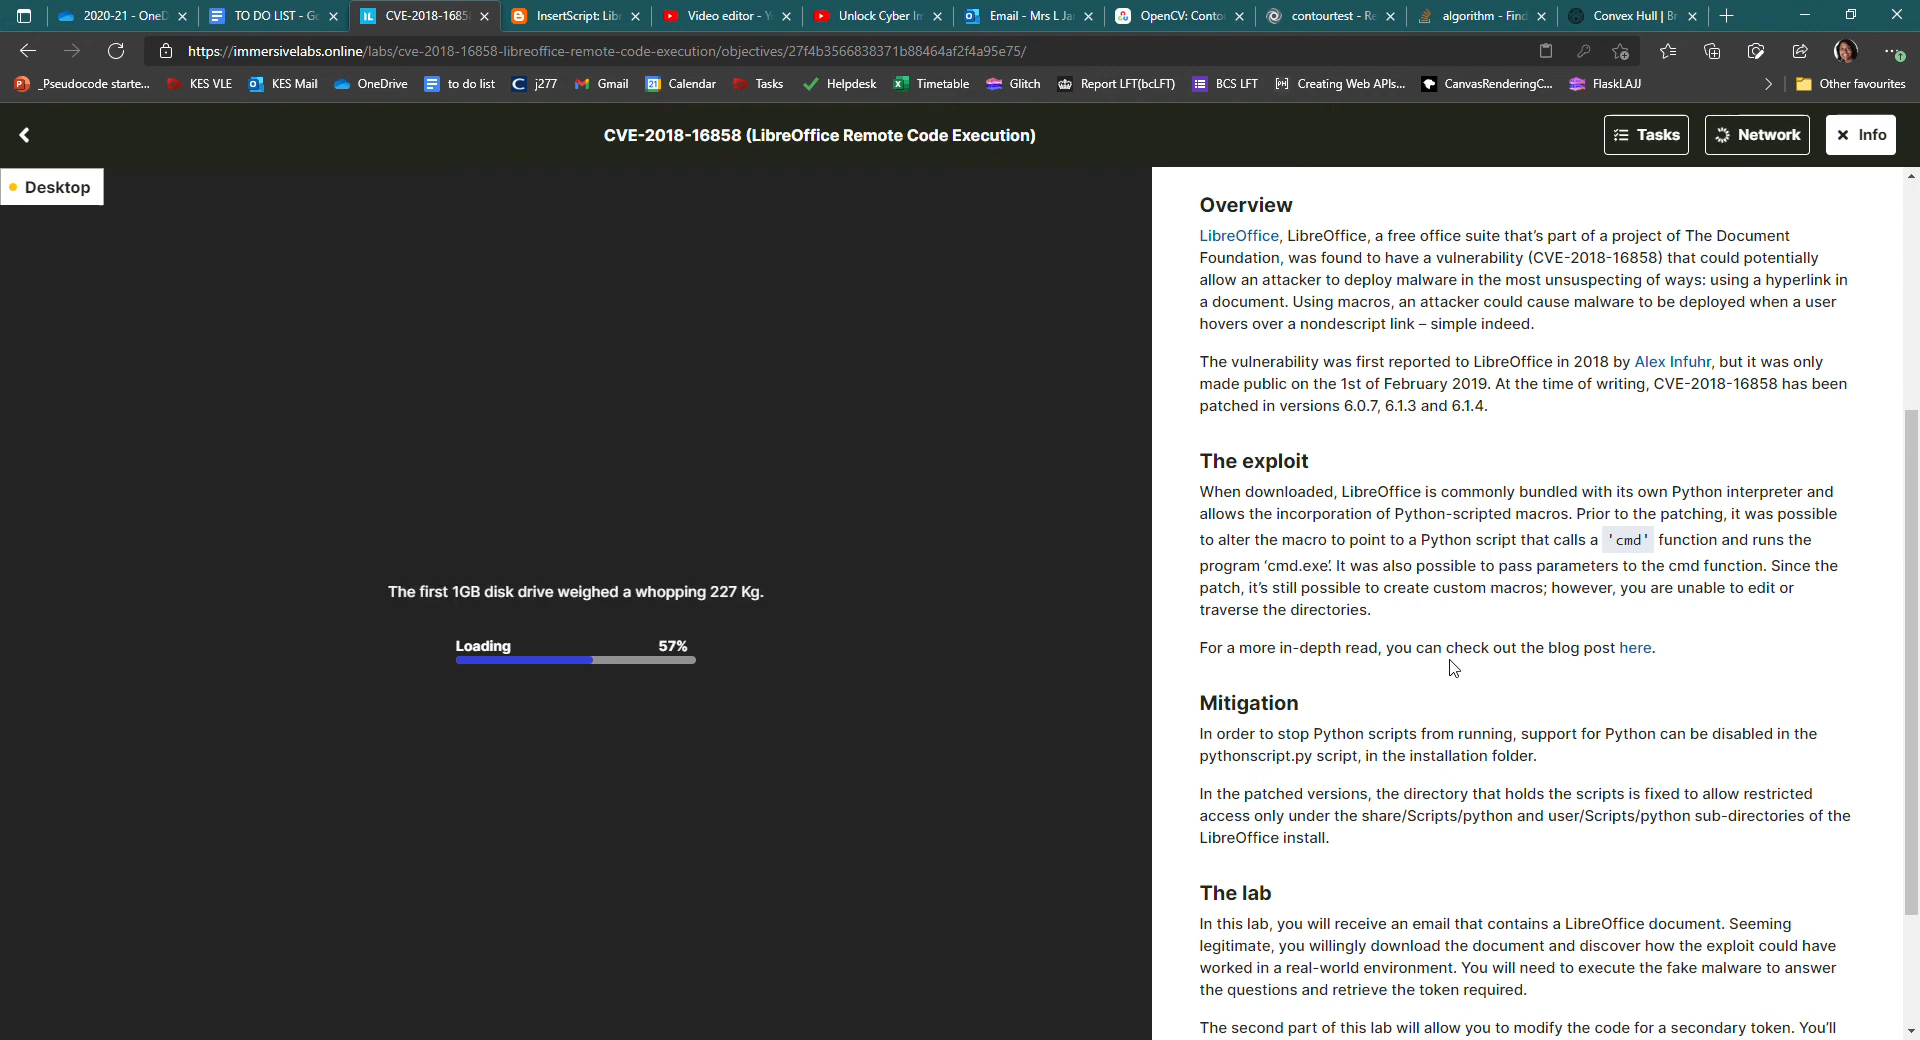 2020-21 - OneD
TO DO LIST - Go
CVE-2018-1685
InsertScript: Lib
Video editor - Y
Unlock Cyber In
Email - Mrs L Ja
OpenCV: Conto
contourtest - Re
algorithm - Find
Convex Hull | Br
https://immersivelabs.online/labs/cve-2018-16858-libreoffice-remote-code-execution/objectives/27f4b3566838371b88464af2f4a95e75/
_Pseudocode starte...
KES VLE
KES Mail
OneDrive
to do list
j277
Gmail
Calendar
Tasks
Helpdesk
Timetable
Glitch
Report LFT(bcLFT)
BCS LFT
Creating Web APIs...
CanvasRenderingC...
FlaskLAJJ
Other favourites
CVE-2018-16858 (LibreOffice Remote Code Execution)
Tasks
Network
Info
Desktop
The first 1GB disk drive weighed a whopping 227 Kg.
Loading 57%
Overview
LibreOffice, LibreOffice, a free office suite that's part of a project of The Document
Foundation, was found to have a vulnerability (CVE-2018-16858) that could potentially
allow an attacker to deploy malware in the most unsuspecting of ways: using a hyperlink in
a document. Using macros, an attacker could cause malware to be deployed when a user
hovers over a nondescript link – simple indeed.
The vulnerability was first reported to LibreOffice in 2018 by Alex Infuhr, but it was only
made public on the 1st of February 2019. At the time of writing, CVE-2018-16858 has been
patched in versions 6.0.7, 6.1.3 and 6.1.4.
The exploit
When downloaded, LibreOffice is commonly bundled with its own Python interpreter and
allows the incorporation of Python-scripted macros. Prior to the patching, it was possible
to alter the macro to point to a Python script that calls a 'cmd' function and runs the
program ‘cmd.exe’. It was also possible to pass parameters to the cmd function. Since the
patch, it's still possible to create custom macros; however, you are unable to edit or
traverse the directories.
For a more in-depth read, you can check out the blog post here.
Mitigation
In order to stop Python scripts from running, support for Python can be disabled in the
pythonscript.py script, in the installation folder.
In the patched versions, the directory that holds the scripts is fixed to allow restricted
access only under the share/Scripts/python and user/Scripts/python sub-directories of the
LibreOffice install.
The lab
In this lab, you will receive an email that contains a LibreOffice document. Seeming
legitimate, you willingly download the document and discover how the exploit could have
worked in a real-world environment. You will need to execute the fake malware to answer
the questions and retrieve the token required.
The second part of this lab will allow you to modify the code for a secondary token. You'll